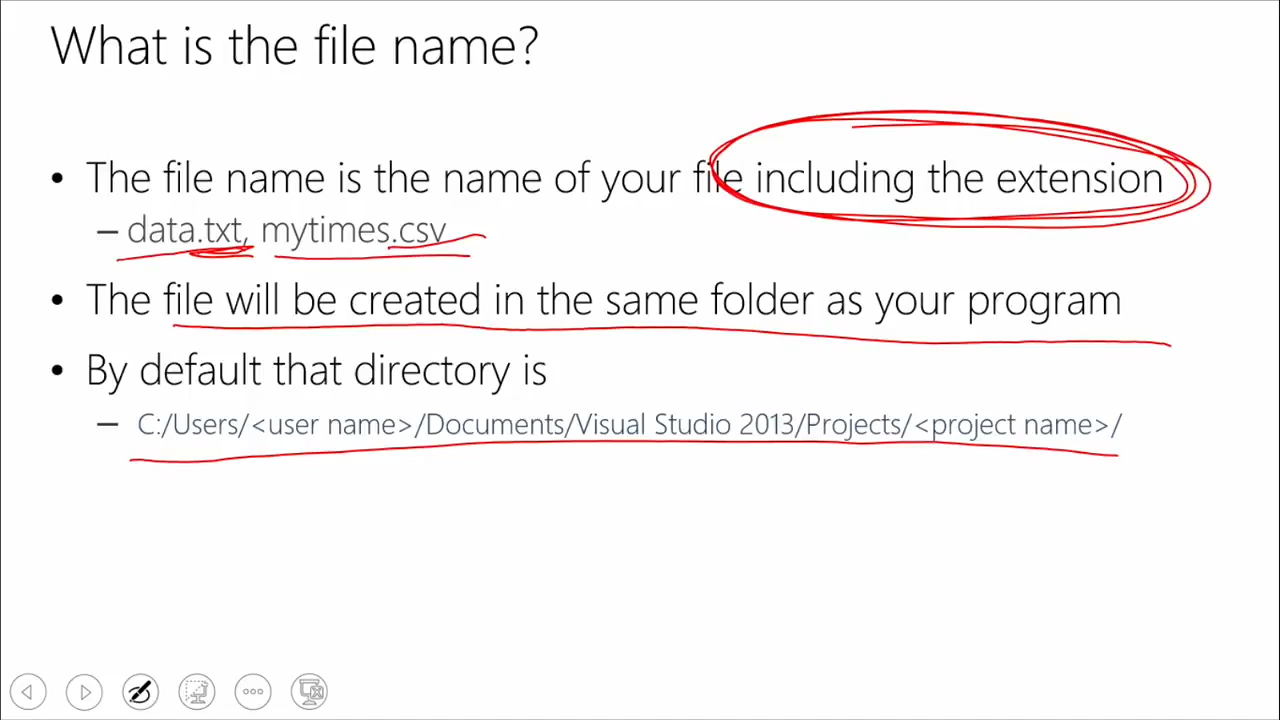 What is the file name?
• The file name is the name of your file including the extension
– data.txt, mytimes.csv
• The file will be created in the same folder as your program
• By default that directory is
– C:/Users/<user name>/Documents/Visual Studio 2013/Projects/<project name>/